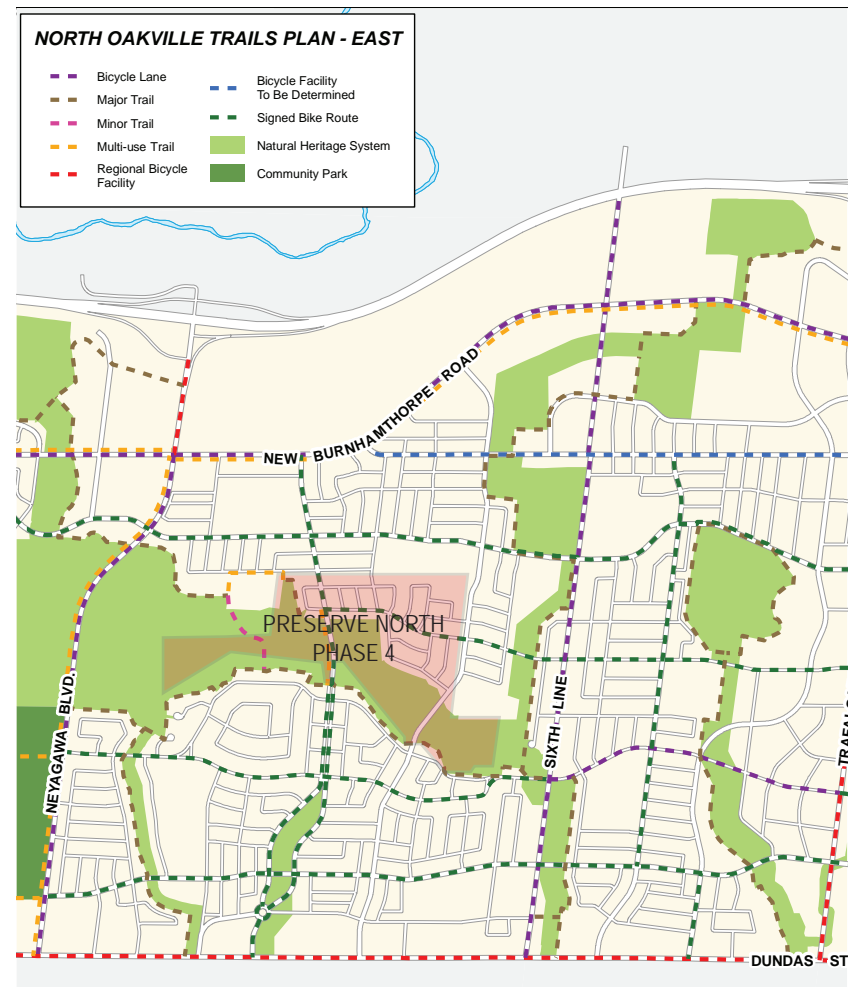 NORTH OAKVILLE TRAILS PLAN - EAST
Bicycle Lane
Major Trail
Minor Trail
Multi-use Trail
Regional Bicycle
Facility
Bicycle Facility
To Be Determined
Signed Bike Route
Natural Heritage System
Community Park
NEW BURNHAMTHORPE ROAD
PRESERVE NORTH
PHASE 4
NEYAGAWA BLVD.
SIXTH LINE
TRAFALG
DUNDAS ST